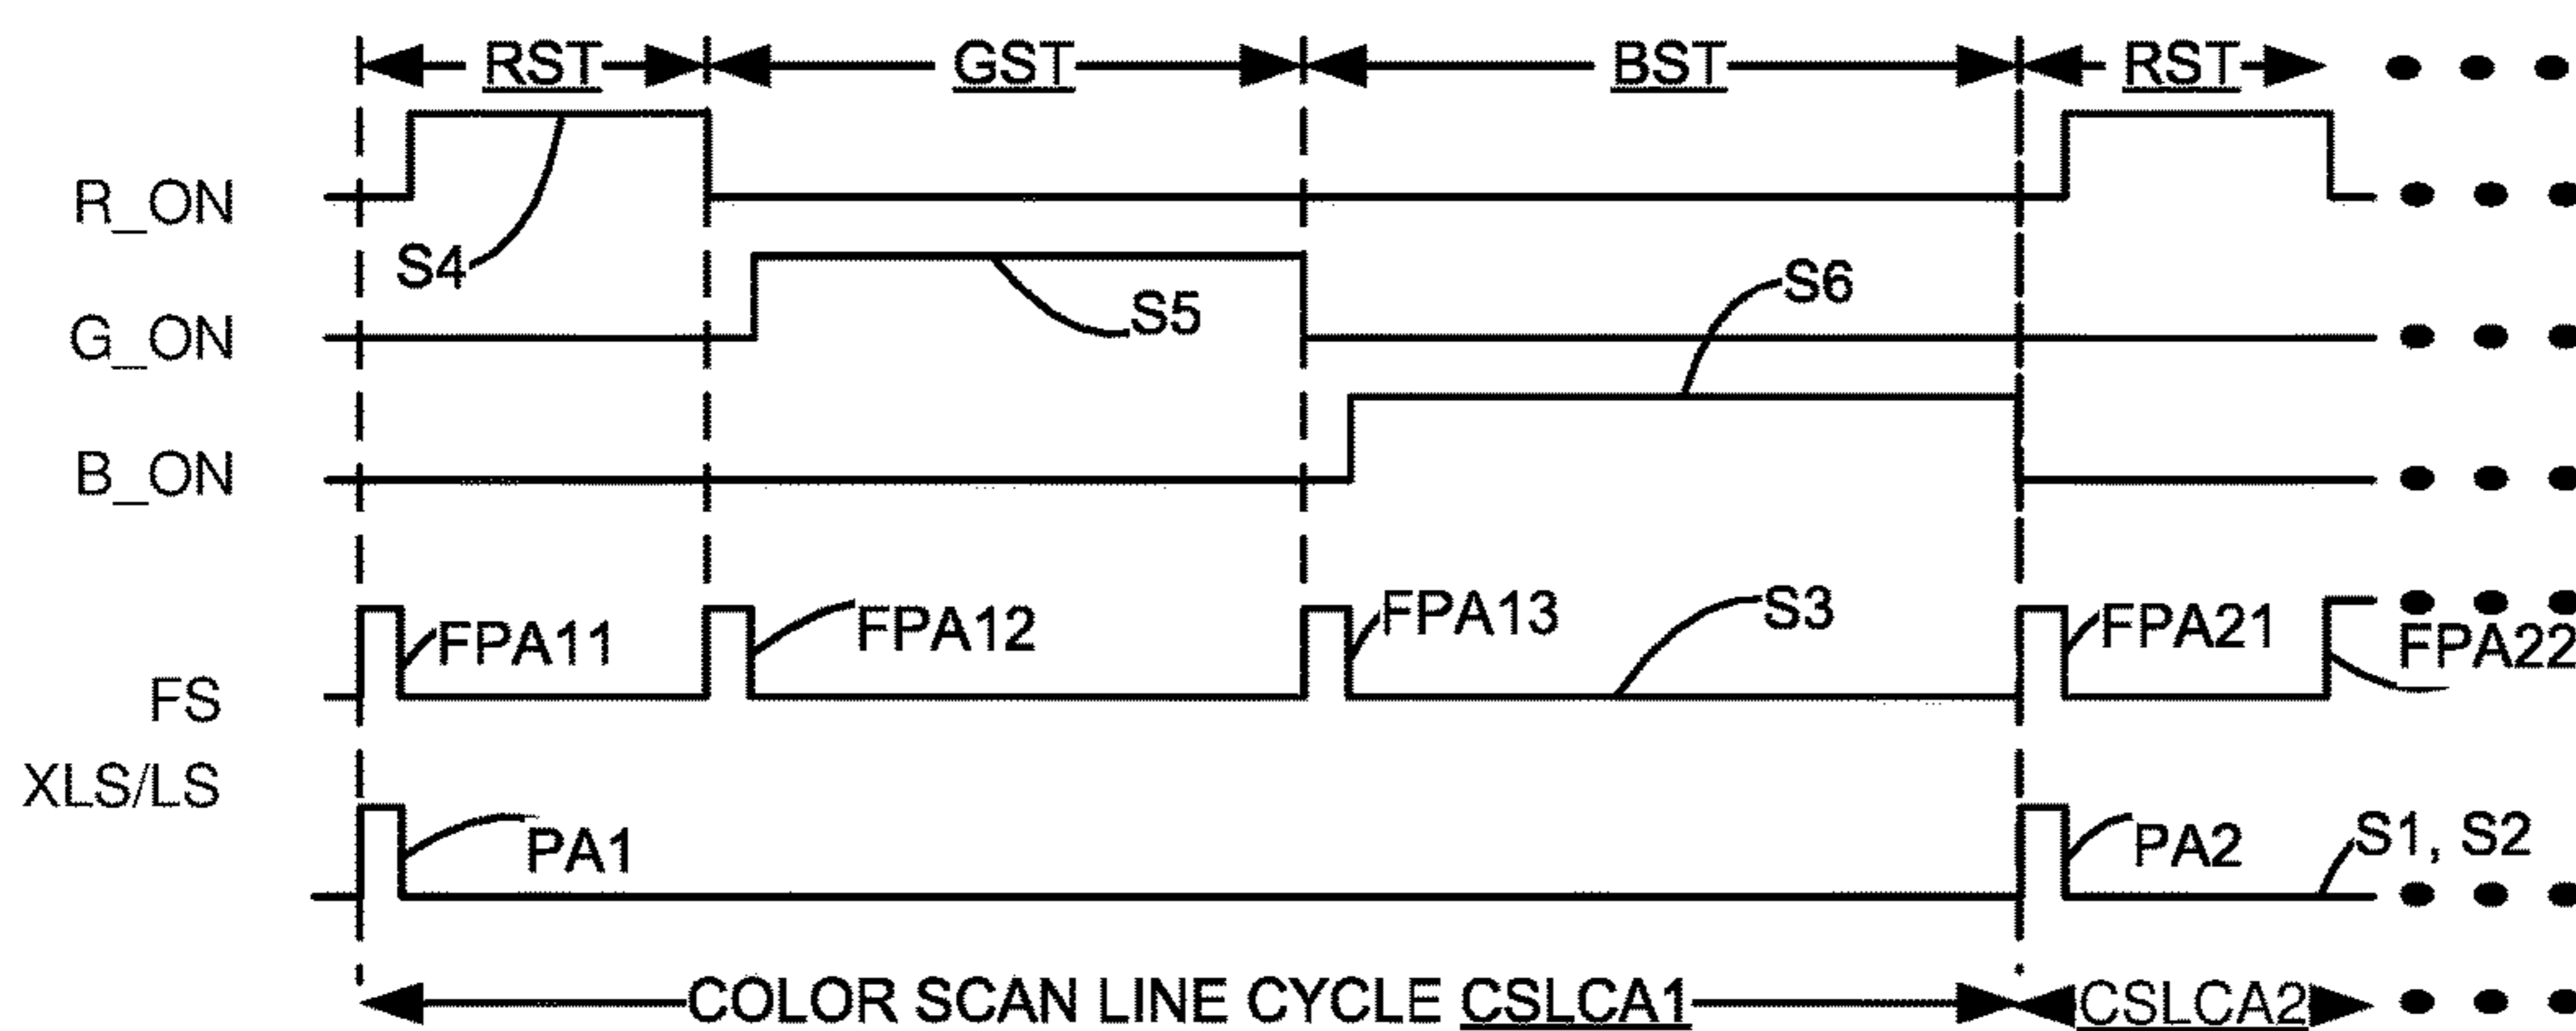 RST GST BST RST
R_ON
S4
G_ON
S5
S6
B_ON
FS
FPA11
FPA12
FPA13
S3
FPA21
FPA22
XLS/LS
PA1
PA2
S1, S2
COLOR SCAN LINE CYCLE CSLCA1
CSLCA2